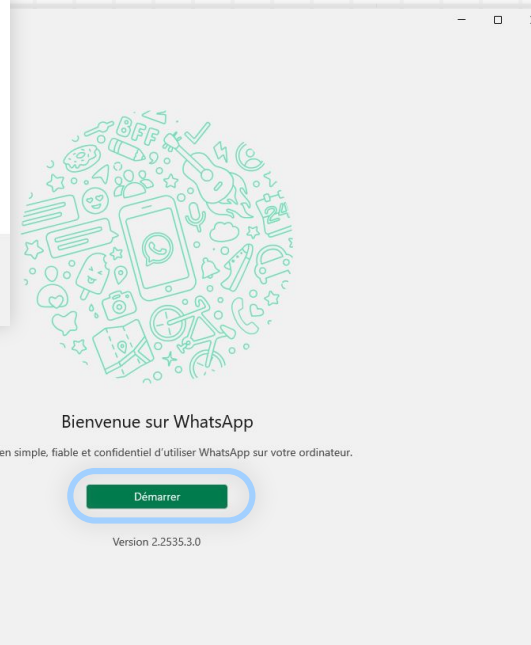 BFF
24
Bienvenue sur WhatsApp
en simple, fiable et confidentiel d'utiliser WhatsApp sur votre ordinateur.
Démarrer
Version 2.2535.3.0